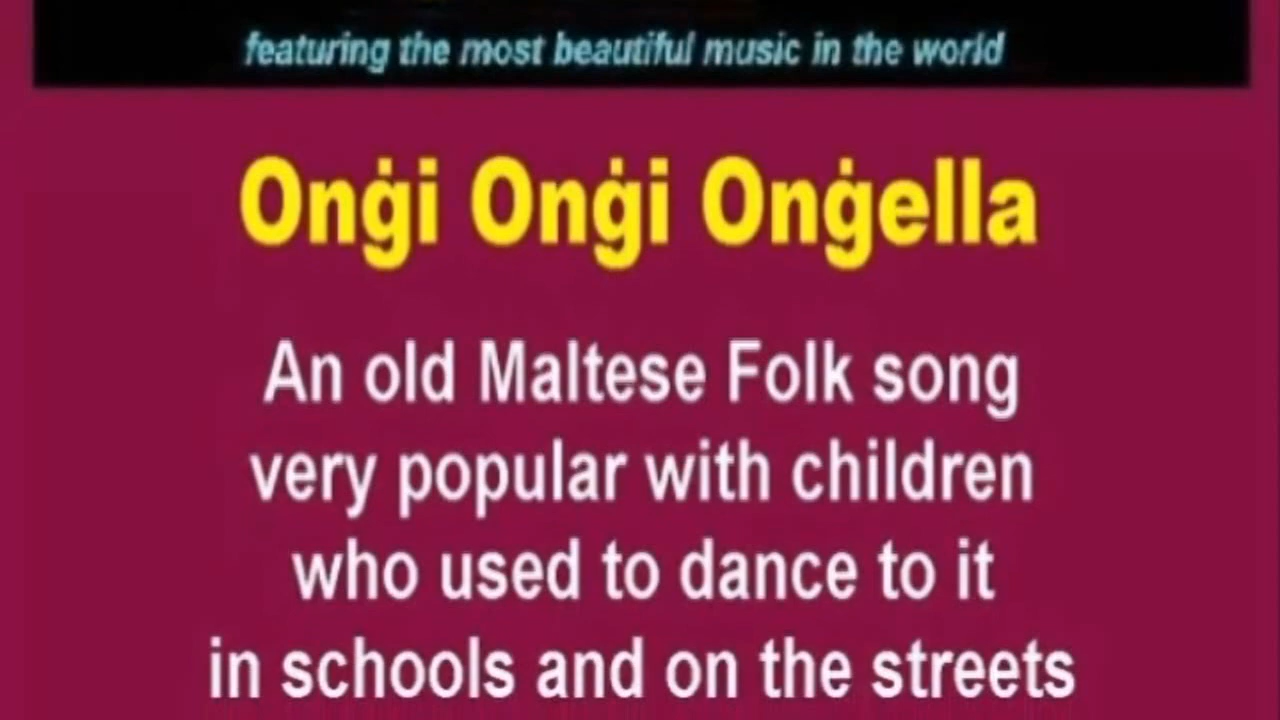 featuring the most beautiful music in the world
Onġi Onġi Onġella
An old Maltese Folk song
very popular with children
who used to dance to it
in schools and on the streets